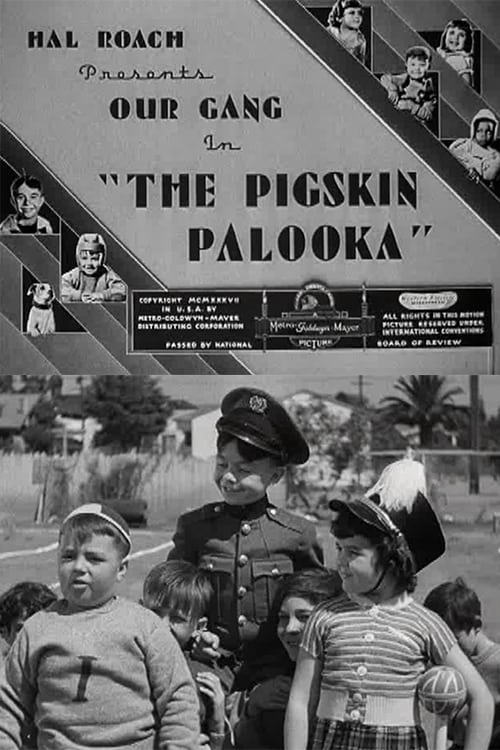 HAL ROACH
Presents
OUR GANG
In
"THE PIGSKIN
PALOOKA"
COPYRIGHT MCMXXXVII
IN U.S.A. BY
METRO-GOLDWYN-MAYER
DISTRIBUTING CORPORATION
PASSED BY NATIONAL
Metro-Goldwyn-Mayer
PICTURE
Western Electric
ALL RIGHTS IN THIS MOTION
PICTURE RESERVED UNDER
INTERNATIONAL CONVENTIONS
BOARD OF REVIEW
I